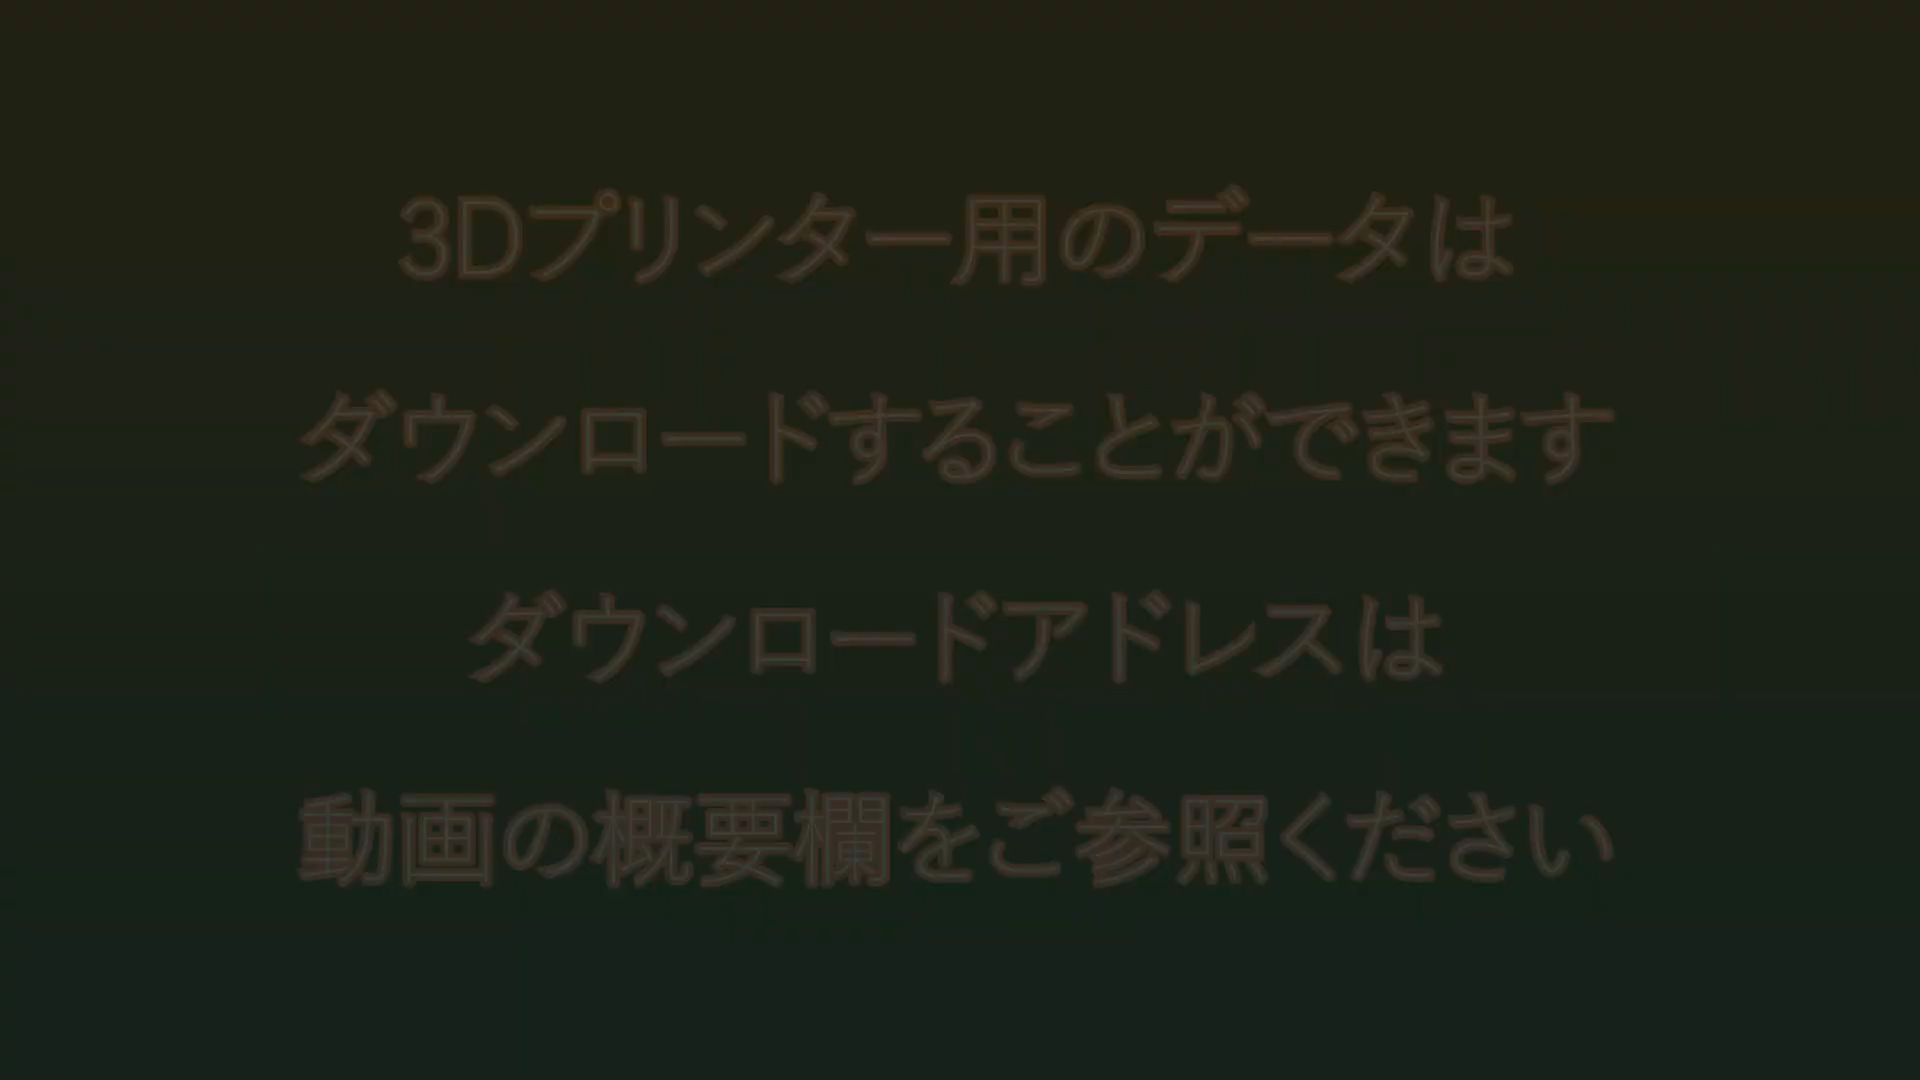 3Dプリンター用のデータは
ダウンロードすることができます
ダウンロードアドレスは
動画の概要欄をご参照ください